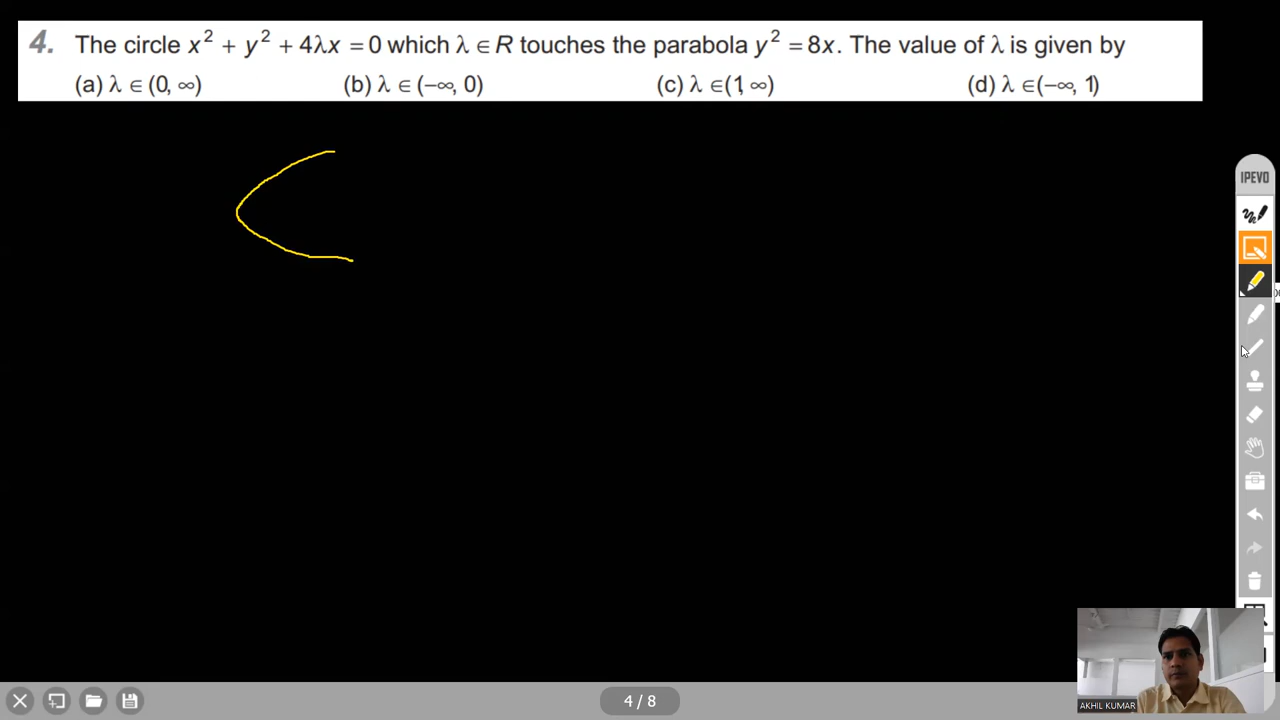 4. The circle x² + y² + 4λx = 0 which λ ∈ R touches the parabola y² = 8x. The value of λ is given by
(a) λ ∈ (0, ∞) (b) λ ∈ (−∞, 0) (c) λ ∈(1, ∞) (d) λ ∈(−∞, 1)
IPEVO
4 / 8
AKHIL KUMAR